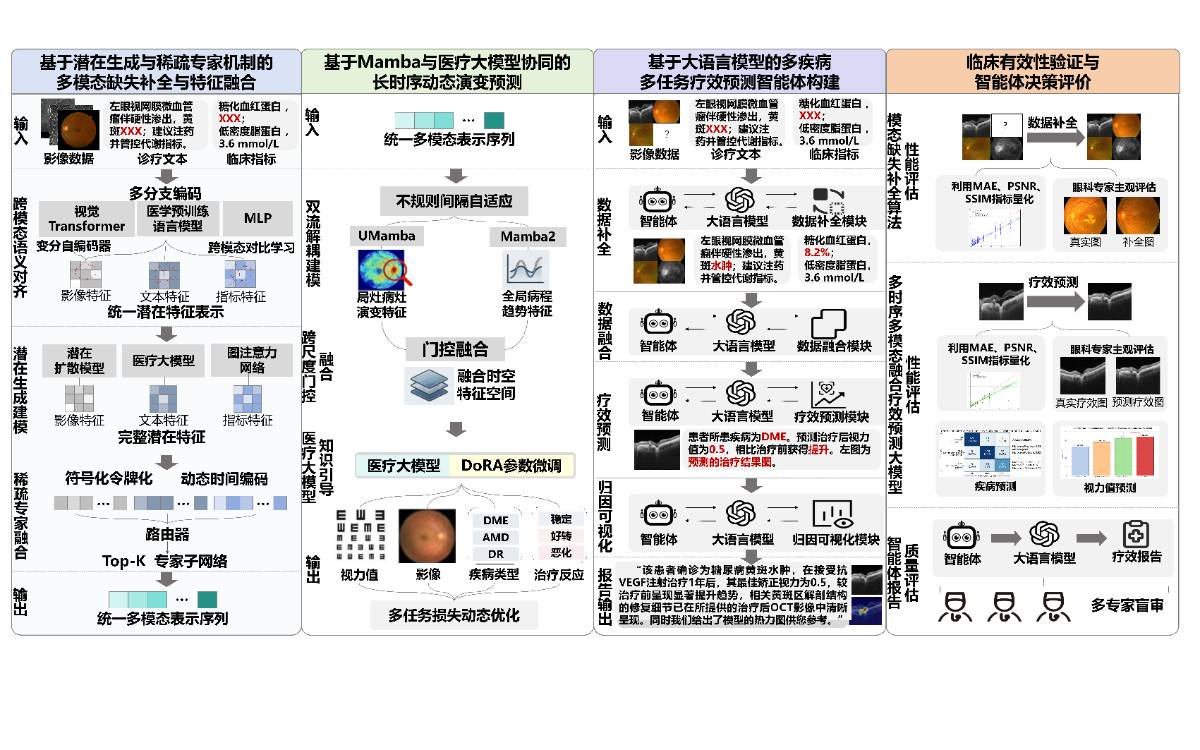 基于潜在生成与稀疏专家机制的
多模态缺失补全与特征融合
输入
左眼视网膜微血管
瘤伴硬性渗出，黄
斑XXX；建议注药
并管控代谢指标。
糖化血红蛋白，
XXX；
低密度脂蛋白，
3.6 mmol/L
影像数据
诊疗文本
临床指标
跨模态语义对齐
多分支编码
视觉
Transformer
医学预训练
语言模型
MLP
变分自编码器
跨模态对比学习
影像特征
文本特征
指标特征
统一潜在特征表示
潜在生成建模
潜在
扩散模型
医疗大模型
图注意力
网络
影像特征
文本特征
指标特征
完整潜在特征
稀疏专家融合
符号化令牌化
动态时间编码
路由器
Top-K 专家子网络
输出
统一多模态表示序列
基于Mamba与医疗大模型协同的
长时序动态演变预测
输入
统一多模态表示序列
双流解耦建模
不规则间隔自适应
UMamba
Mamba2
局灶病灶
演变特征
全局病程
趋势特征
跨尺度门控
融合
门控融合
融合时空
特征空间
医疗大模型
知识引导
医疗大模型
DoRA参数微调
输出
DME
AMD
DR
稳定
好转
恶化
视力值
影像
疾病类型
治疗反应
多任务损失动态优化
基于大语言模型的多疾病
多任务疗效预测智能体构建
输入
?
左眼视网膜微血管
瘤伴硬性渗出，黄
斑XXX；建议注
药并管控代谢指标。
糖化血红蛋白，
XXX；
低密度脂蛋白，
3.6 mmol/L
影像数据
诊疗文本
临床指标
数据补全
智能体
大语言模型
数据补全模块
左眼视网膜微血管
瘤伴硬性渗出，黄
斑水肿；建议注药
并管控代谢指标。
糖化血红蛋白，
8.2%；
低密度脂蛋白，
3.6 mmol/L
数据融合
智能体
大语言模型
数据融合模块
疗效预测
智能体
大语言模型
疗效预测模块
患者所患疾病为DME。预测治疗后视力
值为0.5，相比治疗前获得提升。左图为
预测的治疗结果图。
归因可视化
智能体
大语言模型
归因可视化模块
报告输出
“该患者确诊为糖尿病黄斑水肿，在接受抗
VEGF注射治疗1年后，其最佳矫正视力为0.5，较
治疗前呈现显著提升趋势，相关黄斑区解剖结构
的修复细节已在所提供的治疗后OCT影像中清晰
呈现。同时我们给出了模型的热力图供您参考。”
临床有效性验证与
智能体决策评价
模态缺失补全算法
性能评估
?
数据补全
利用MAE、PSNR、
SSIM指标量化
眼科专家主观评估
真实图
补全图
多时序多模态融合疗效预测大模型
性能评估
疗效预测
利用MAE、PSNR、
SSIM指标量化
眼科专家主观评估
真实疗效图
预测疗效图
疾病预测
视力值预测
智能体报告
质量评估
智能体
大语言模型
疗效报告
多专家盲审